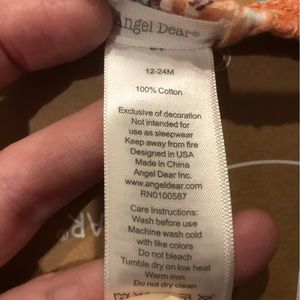 Angel Dear®
12-24M
100% Cotton
Exclusive of decoration
Not intended for
use as sleepwear
Keep away from fire
Designed in USA
Made in China
Angel Dear Inc.
www.angeldear.com
RN0100587
Care Instructions:
Wash before use
Machine wash cold
with like colors
Do not bleach
Tumble dry on low heat
Warm iron
Do not dry clean
AR®